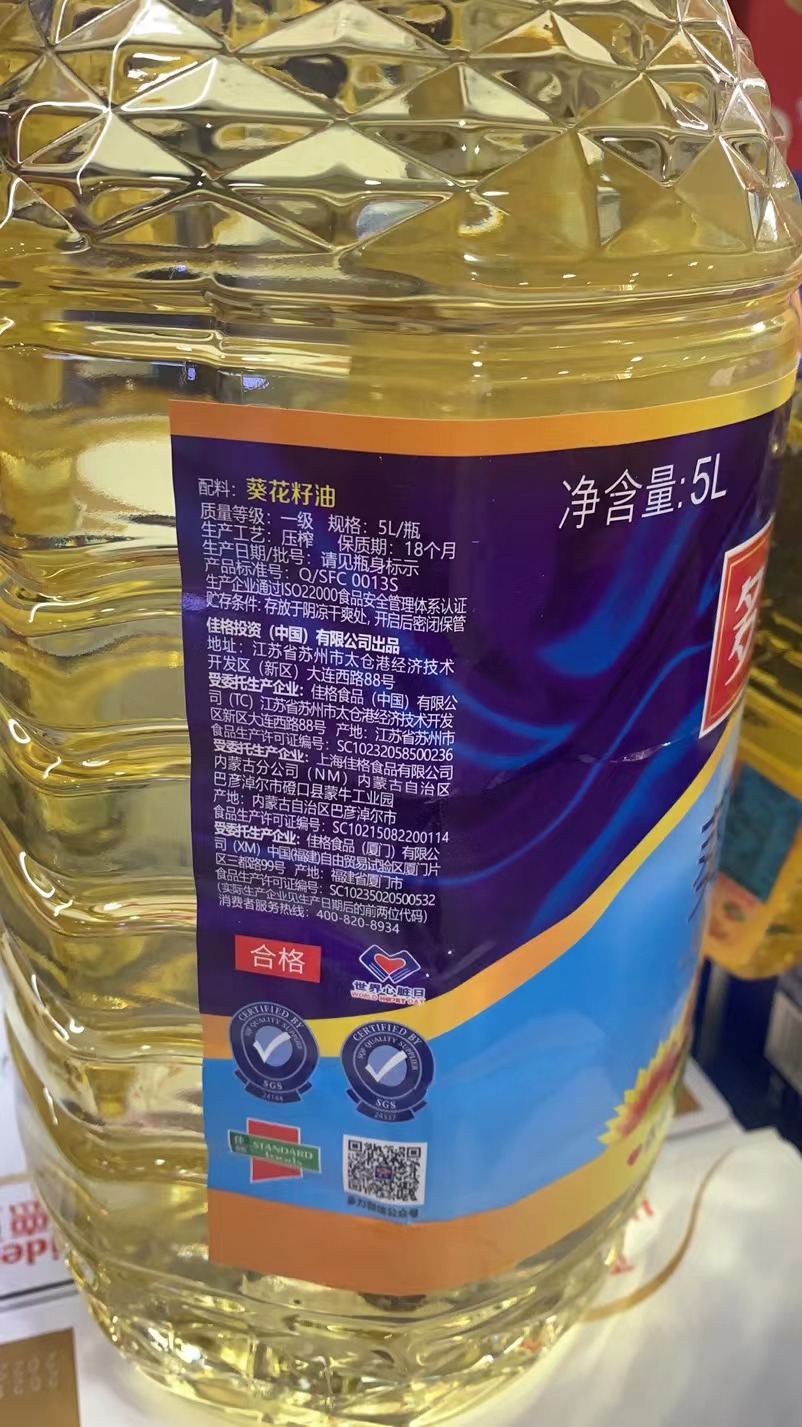 配料：葵花籽油
质量等级：一级 规格：5L/瓶
生产工艺：压榨 保质期：18个月
生产日期/批号：请见瓶身标示
产品标准号：Q/SFC 0013S
生产企业通过ISO22000食品安全管理体系认证
贮存条件：存放于阴凉干爽处，开启后密闭保管
佳格投资（中国）有限公司出品
地址：江苏省苏州市太仓港经济技术
开发区（新区）大连西路88号
受委托生产企业：佳格食品（中国）有限公
司（TC）江苏省苏州市太仓港经济技术开发
区新区大连西路88号 产地：江苏省苏州市
食品生产许可证编号：SC10232058500236
受委托生产企业：上海佳格食品有限公司
内蒙古分公司（NM）内蒙古自治区
巴彦淖尔市磴口县蒙牛工业园
产地：内蒙古自治区巴彦淖尔市
食品生产许可证编号：SC10215082200114
受委托生产企业：佳格食品（厦门）有限公
司（XM）中国(福建)自由贸易试验区厦门片
区三都路99号 产地：福建省厦门市
食品生产许可证编号：SC10235020500532
（实际生产企业见生产日期后的前两位代码）
消费者服务热线：400-820-8934
净含量:5L
多
合格
世界心脏日
WORLD HEART DAY
CERTIFIED BY
SGS
24144
CERTIFIED BY
SQF QUALITY SUPPLIER
SGS
24337
STANDARD
foods
多力微信公众号